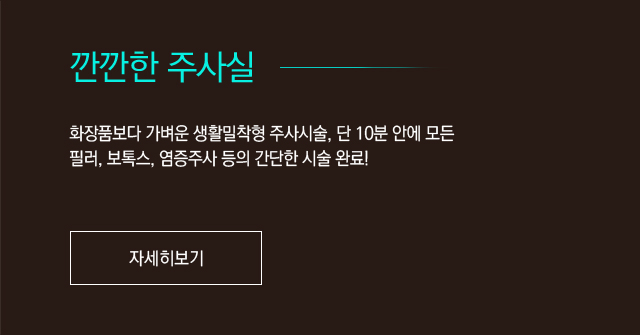 깐깐한 주사실
화장품보다 가벼운 생활밀착형 주사시술, 단 10분 안에 모든
필러, 보톡스, 염증주사 등의 간단한 시술 완료!
자세히보기